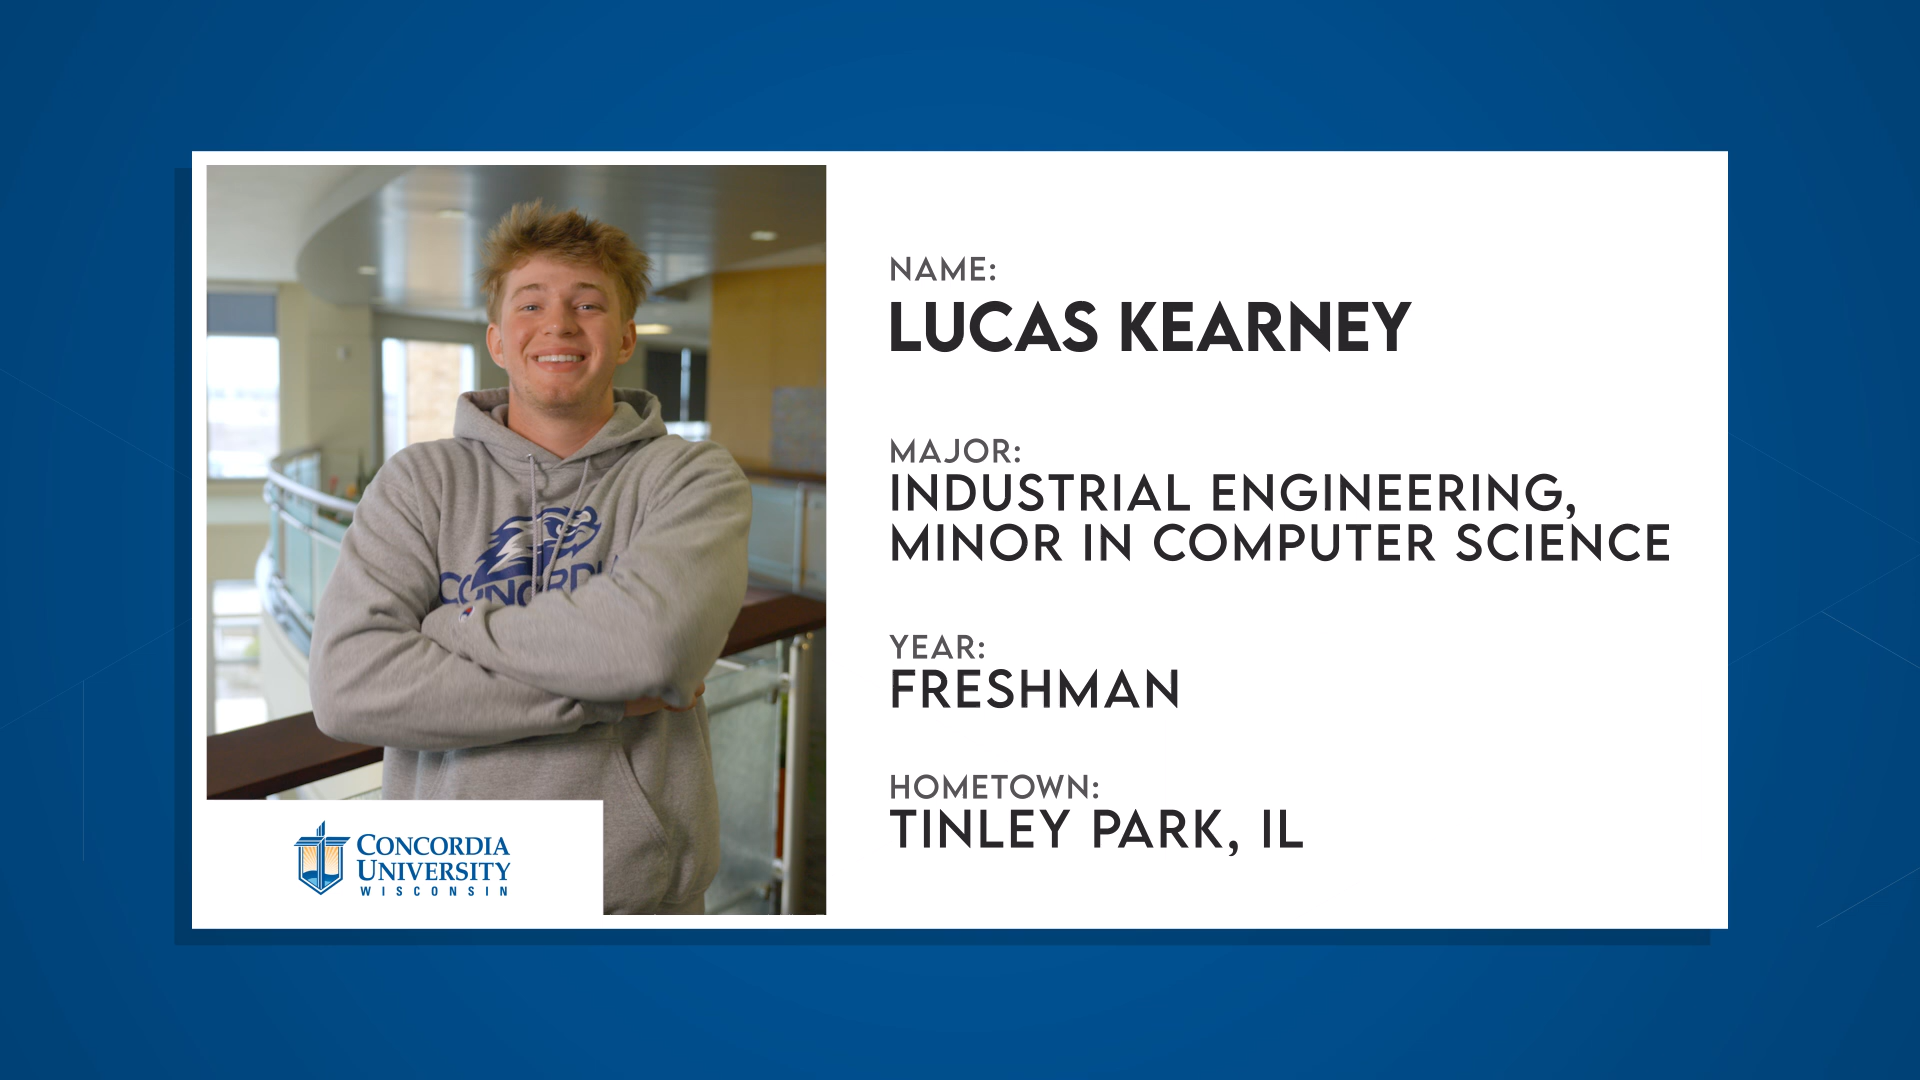 NAME:
LUCAS KEARNEY
MAJOR:
INDUSTRIAL ENGINEERING,
MINOR IN COMPUTER SCIENCE
YEAR:
FRESHMAN
HOMETOWN:
TINLEY PARK, IL
CONCORDIA
CONCORDIA
UNIVERSITY
WISCONSIN